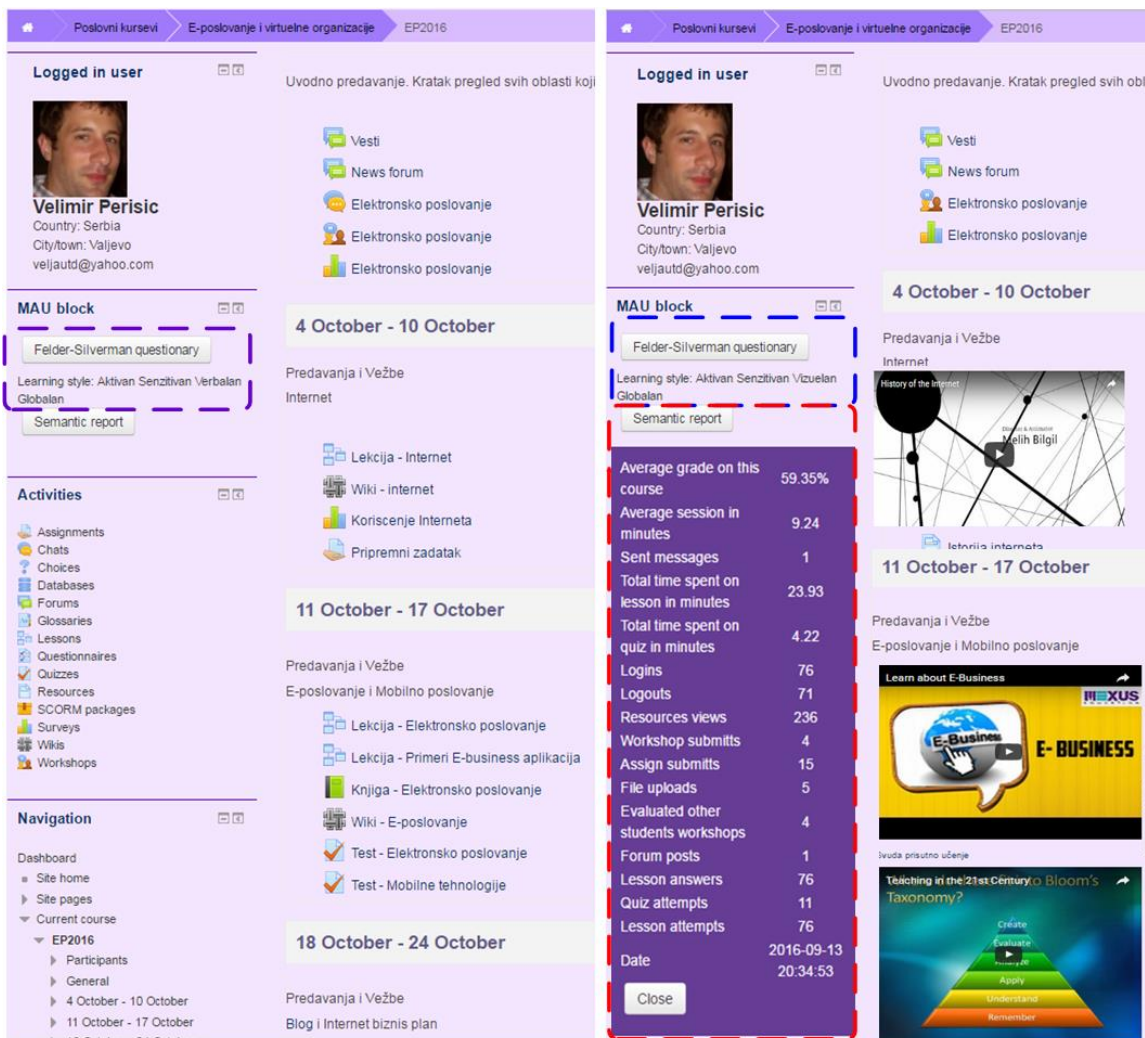 Poslovni kursevi
E-poslovanje i virtuelne organizacije
EP2016
Logged in user
Velimir Perisic
Country: Serbia
City/town: Valjevo
veljautd@yahoo.com
MAU block
Felder-Silverman questionary
Learning style: Aktivan Senzitivan Verbalan
Globalan
Semantic report
Activities
Assignments
Chats
Choices
Databases
Forums
Glossaries
Lessons
Questionnaires
Quizzes
Resources
SCORM packages
Surveys
Wikis
Workshops
Navigation
Dashboard
Site home
Site pages
Current course
EP2016
Participants
General
4 October - 10 October
11 October - 17 October
Uvodno predavanje. Kratak pregled svih oblasti koji
Vesti
News forum
Elektronsko poslovanje
Elektronsko poslovanje
Elektronsko poslovanje
4 October - 10 October
Predavanja i Vežbe
Internet
Lekcija - Internet
Wiki - internet
Koriscenje Interneta
Pripremni zadatak
11 October - 17 October
Predavanja i Vežbe
E-poslovanje i Mobilno poslovanje
Lekcija - Elektronsko poslovanje
Lekcija - Primeri E-business aplikacija
Knjiga - Elektronsko poslovanje
Wiki - E-poslovanje
Test - Elektronsko poslovanje
Test - Mobilne tehnologije
18 October - 24 October
Predavanja i Vežbe
Blog i Internet biznis plan
Poslovni kursevi
E-poslovanje i virtuelne organizacije
EP2016
Logged in user
Velimir Perisic
Country: Serbia
City/town: Valjevo
veljautd@yahoo.com
MAU block
Felder-Silverman questionary
Learning style: Aktivan Senzitivan Vizuelan
Globalan
Semantic report
Average grade on this course 59.35%
Average session in minutes 9.24
Sent messages 1
Total time spent on lesson in minutes 23.93
Total time spent on quiz in minutes 4.22
Logins 76
Logouts 71
Resources views 236
Workshop submitts 4
Assign submitts 15
File uploads 5
Evaluated other students workshops 4
Forum posts 1
Lesson answers 76
Quiz attempts 11
Lesson attempts 76
Date 2016-09-13 20:34:53
Close
Uvodno predavanje. Kratak pregled svih obl
Vesti
News forum
Elektronsko poslovanje
Elektronsko poslovanje
4 October - 10 October
Predavanja i Vežbe
Internet
History of the Internet
Melih Bilgil
Istorija interneta
11 October - 17 October
Predavanja i Vežbe
E-poslovanje i Mobilno poslovanje
Learn about E-Business
MEXUS
E-Business
E- BUSINESS
Svuda prisutno učenje
Teaching in the 21st Century
to Bloom's
Taxonomy?
Create
Evaluate
Analyze
Apply
Understand
Remember